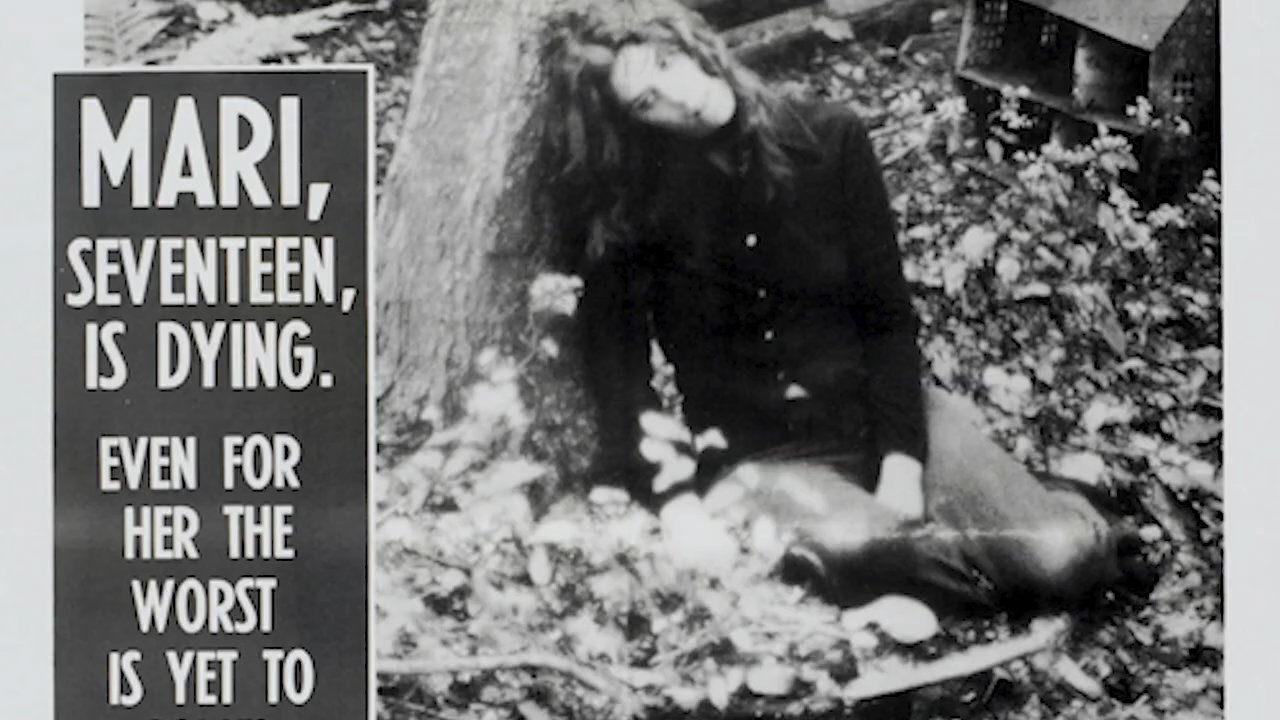 MARI,
SEVENTEEN,
IS DYING.
EVEN FOR
HER THE
WORST
IS YET TO